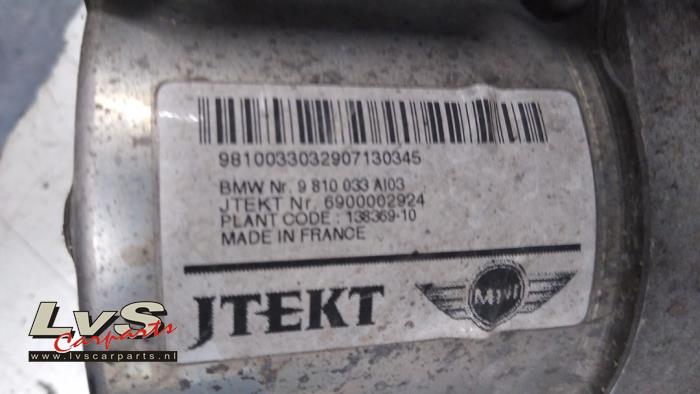 9810033032907130345
BMW Nr. 9 810 033 AI03
JTEKT Nr. 6900002924
PLANT CODE : 138369-10
MADE IN FRANCE
JTEKT
MINI
LvS
Carparts
www.lvscarparts.nl